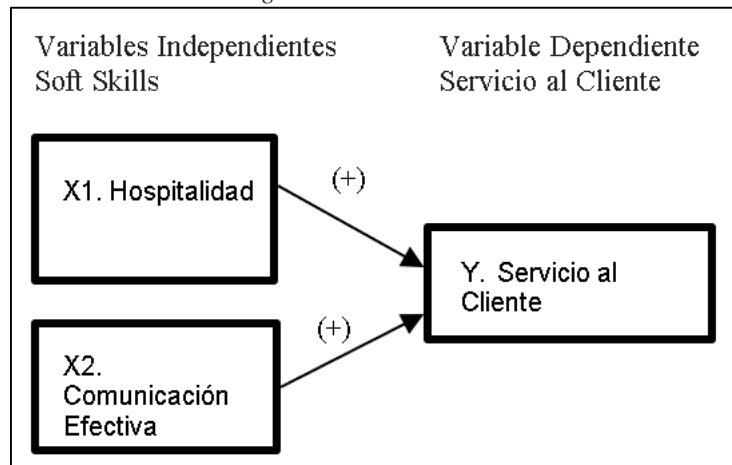 Variables Independientes
Soft Skills
Variable Dependiente
Servicio al Cliente
X1. Hospitalidad
(+)
Y. Servicio al
Cliente
(+)
X2.
Comunicación
Efectiva